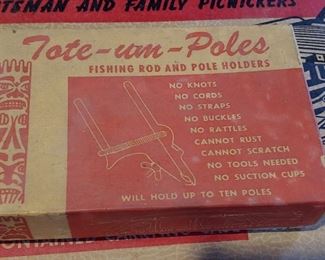 TSMAN AND FAMILY PICNICKERS
Tote-um-Poles
FISHING ROD AND POLE HOLDERS
NO KNOTS
NO CORDS
NO STRAPS
NO BUCKLES
NO RATTLES
CANNOT RUST
CANNOT SCRATCH
NO TOOLS NEEDED
NO SUCTION CUPS
WILL HOLD UP TO TEN POLES